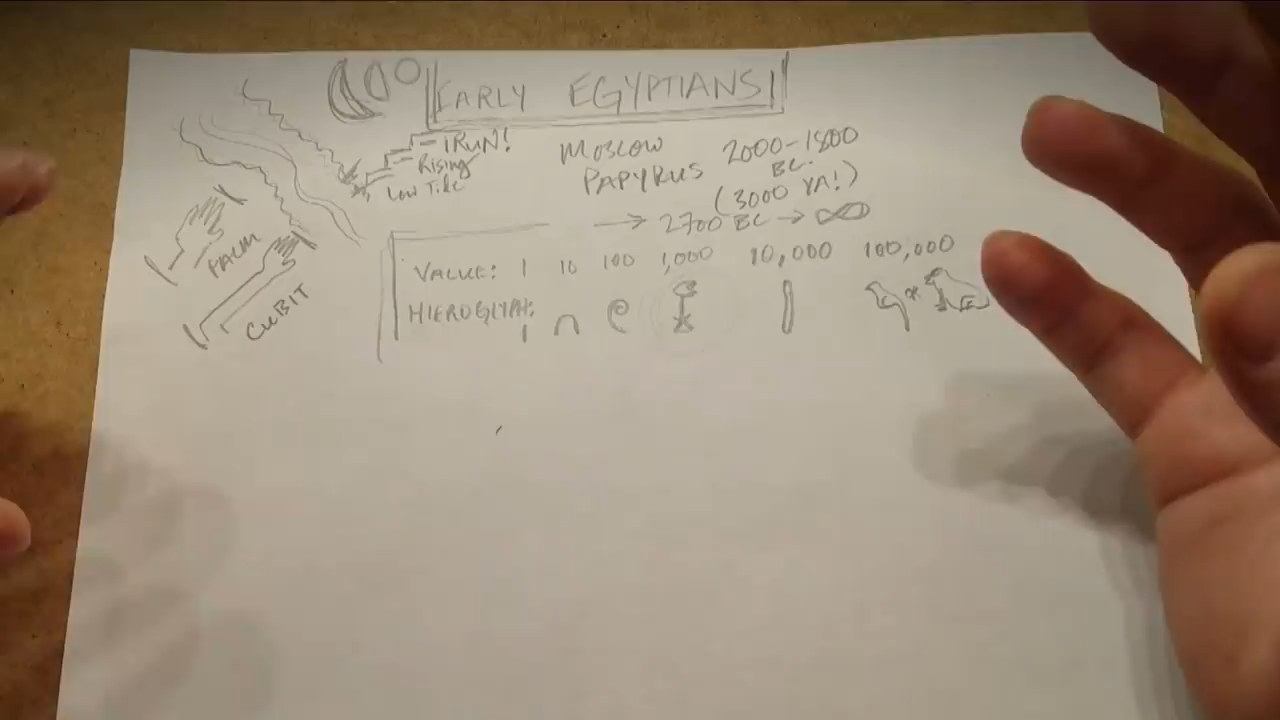 EARLY EGYPTIANS!
RUN!
Rising
Low Tide
MOSCOW
PAPYRUS
2000-1800
BC.
(3000 YA!)
→ 2700 BC → ∞
PALM
CUBIT
VALUE: 1 10 100 1,000 10,000 100,000
HIEROGLYPH: